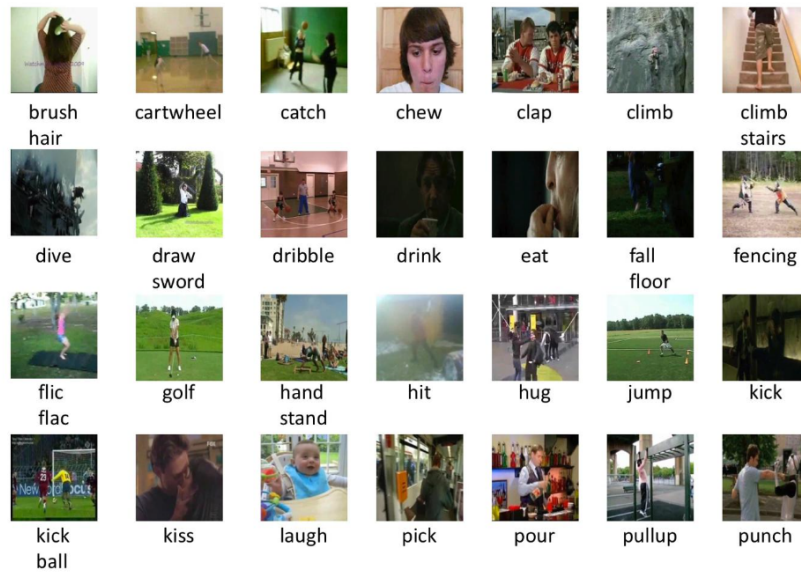 brush
hair
cartwheel
catch
chew
clap
climb
climb
stairs
dive
draw
sword
dribble
drink
eat
fall
floor
fencing
flic
flac
golf
hand
stand
hit
hug
jump
kick
kick
ball
kiss
laugh
pick
pour
pullup
punch